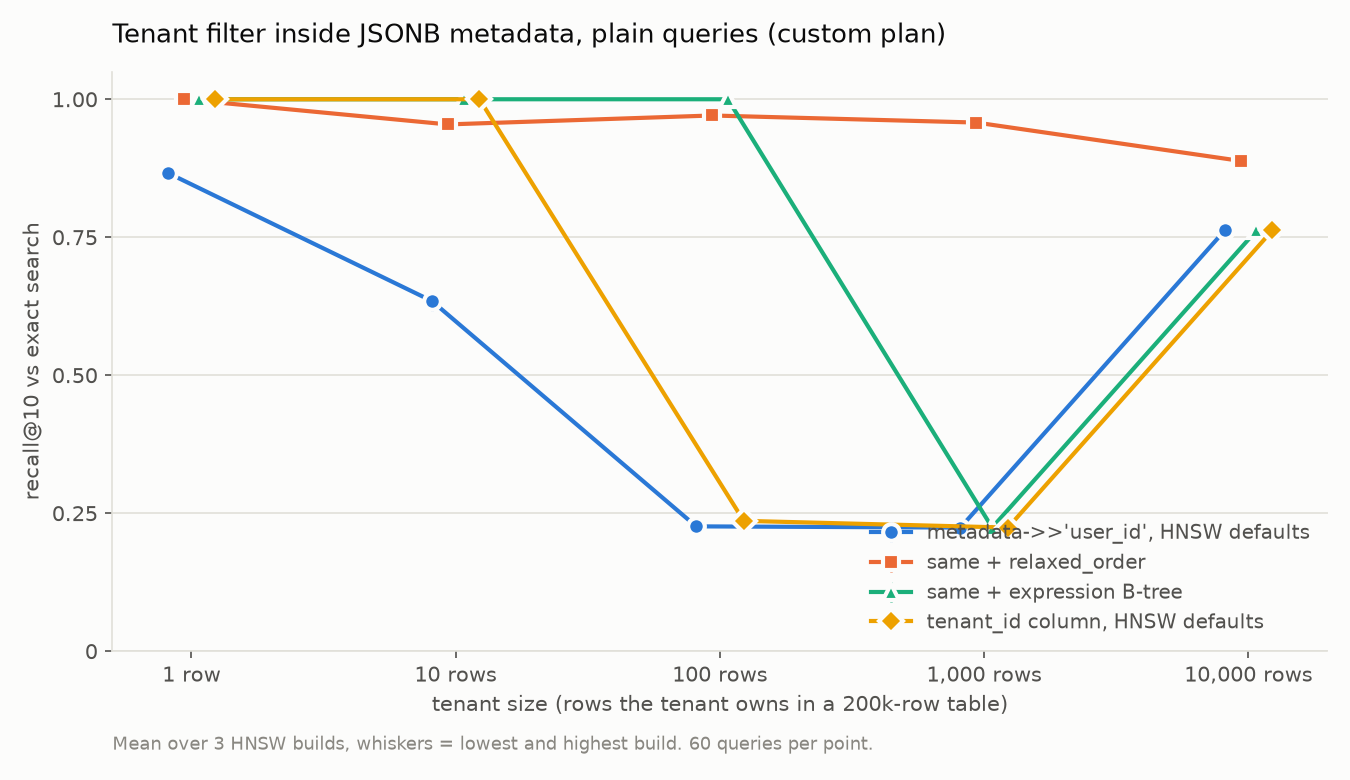 Tenant filter inside JSONB metadata, plain queries (custom plan)
1.00
0.75
0.50
0.25
0
recall@10 vs exact search
metadata->>'user_id', HNSW defaults
same + relaxed_order
same + expression B-tree
tenant_id column, HNSW defaults
1 row
10 rows
100 rows
1,000 rows
10,000 rows
tenant size (rows the tenant owns in a 200k-row table)
Mean over 3 HNSW builds, whiskers = lowest and highest build. 60 queries per point.